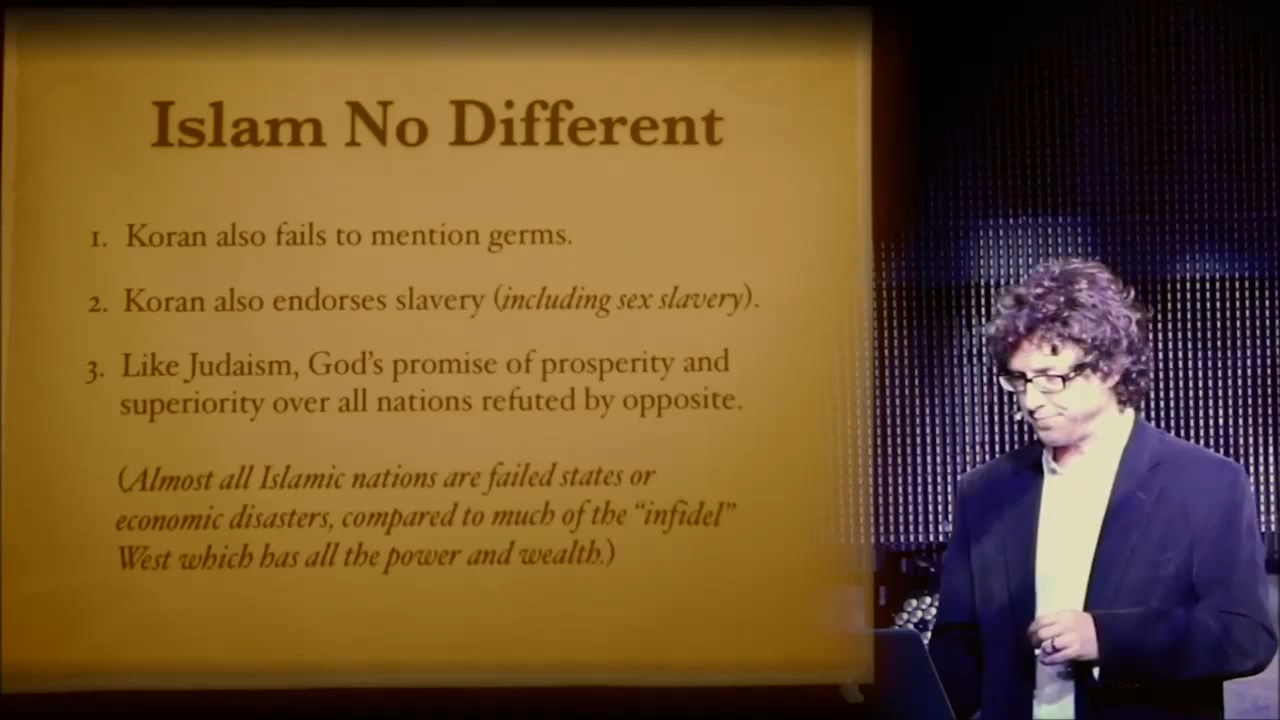 Islam No Different
1. Koran also fails to mention germs.
2. Koran also endorses slavery (including sex slavery).
3. Like Judaism, God's promise of prosperity and
superiority over all nations refuted by opposite.
(Almost all Islamic nations are failed states or
economic disasters, compared to much of the "infidel"
West which has all the power and wealth.)